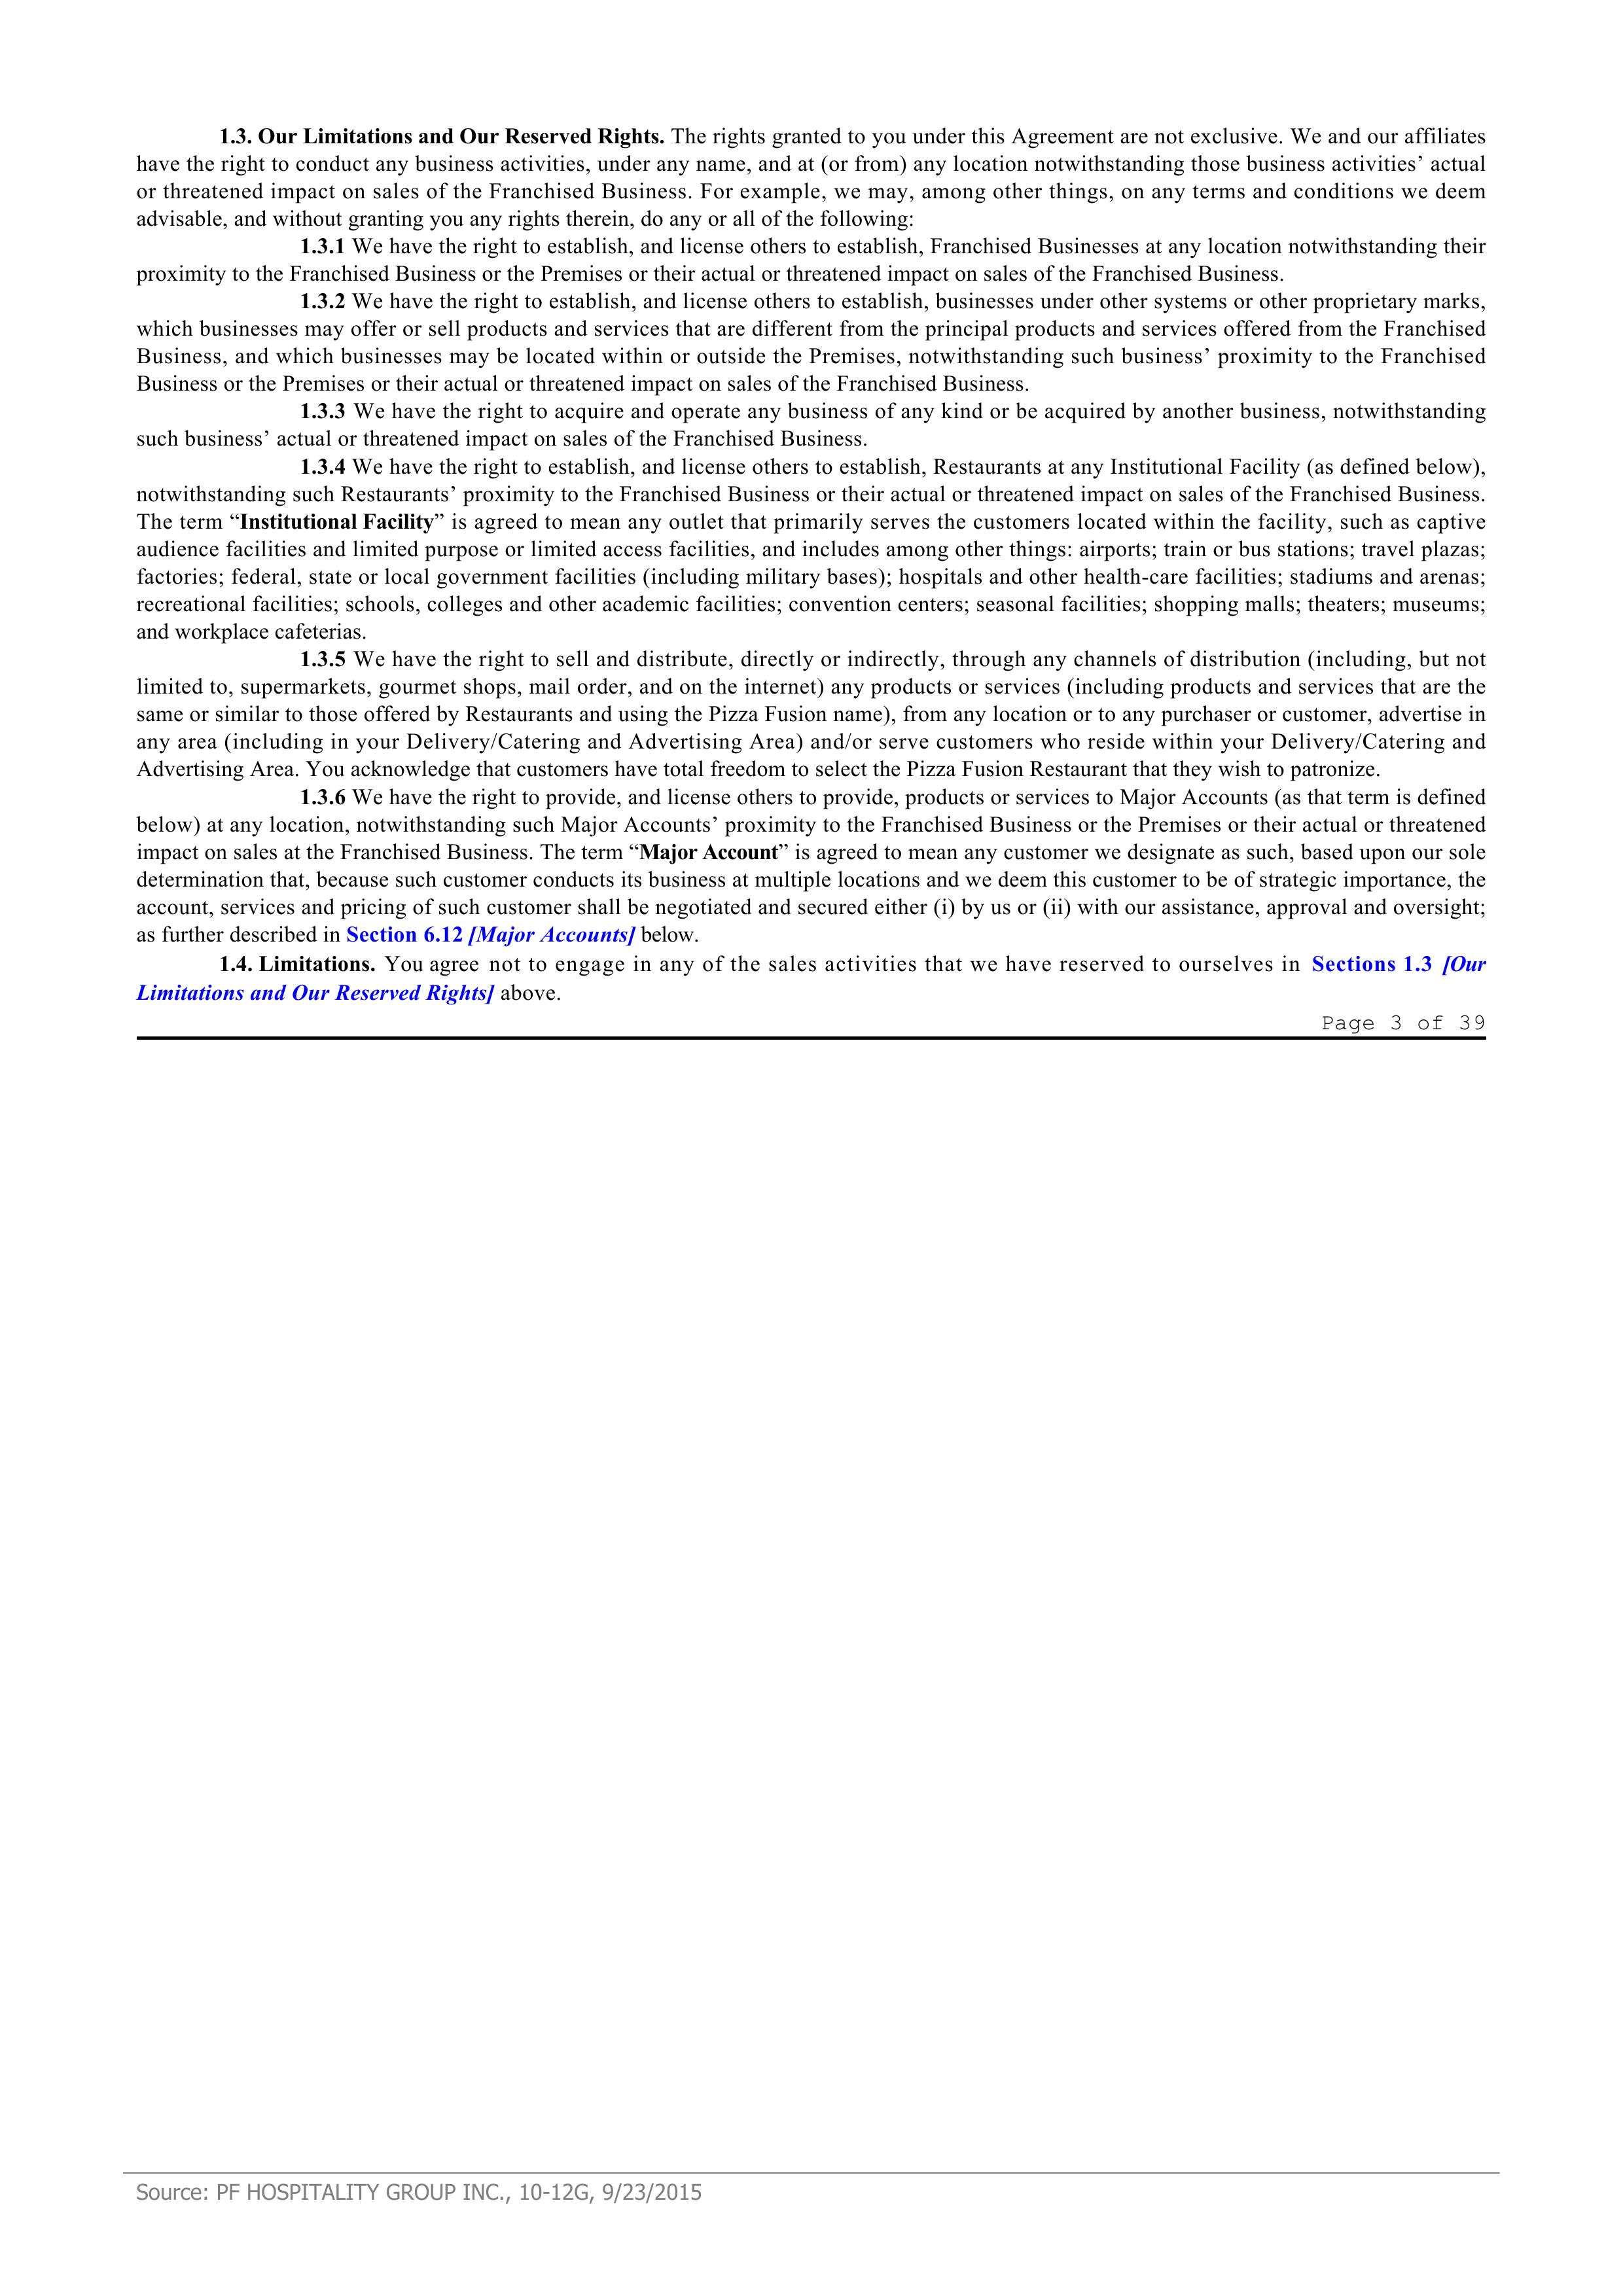 1.3. Our Limitations and Our Reserved Rights. The rights granted to you under this Agreement are not exclusive. We and our affiliates
have the right to conduct any business activities, under any name, and at (or from) any location notwithstanding those business activities’ actual
or threatened impact on sales of the Franchised Business. For example, we may, among other things, on any terms and conditions we deem
advisable, and without granting you any rights therein, do any or all of the following:
1.3.1 We have the right to establish, and license others to establish, Franchised Businesses at any location notwithstanding their
proximity to the Franchised Business or the Premises or their actual or threatened impact on sales of the Franchised Business.
1.3.2 We have the right to establish, and license others to establish, businesses under other systems or other proprietary marks,
which businesses may offer or sell products and services that are different from the principal products and services offered from the Franchised
Business, and which businesses may be located within or outside the Premises, notwithstanding such business’ proximity to the Franchised
Business or the Premises or their actual or threatened impact on sales of the Franchised Business.
1.3.3 We have the right to acquire and operate any business of any kind or be acquired by another business, notwithstanding
such business’ actual or threatened impact on sales of the Franchised Business.
1.3.4 We have the right to establish, and license others to establish, Restaurants at any Institutional Facility (as defined below),
notwithstanding such Restaurants’ proximity to the Franchised Business or their actual or threatened impact on sales of the Franchised Business.
The term “Institutional Facility” is agreed to mean any outlet that primarily serves the customers located within the facility, such as captive
audience facilities and limited purpose or limited access facilities, and includes among other things: airports; train or bus stations; travel plazas;
factories; federal, state or local government facilities (including military bases); hospitals and other health-care facilities; stadiums and arenas;
recreational facilities; schools, colleges and other academic facilities; convention centers; seasonal facilities; shopping malls; theaters; museums;
and workplace cafeterias.
1.3.5 We have the right to sell and distribute, directly or indirectly, through any channels of distribution (including, but not
limited to, supermarkets, gourmet shops, mail order, and on the internet) any products or services (including products and services that are the
same or similar to those offered by Restaurants and using the Pizza Fusion name), from any location or to any purchaser or customer, advertise in
any area (including in your Delivery/Catering and Advertising Area) and/or serve customers who reside within your Delivery/Catering and
Advertising Area. You acknowledge that customers have total freedom to select the Pizza Fusion Restaurant that they wish to patronize.
1.3.6 We have the right to provide, and license others to provide, products or services to Major Accounts (as that term is defined
below) at any location, notwithstanding such Major Accounts’ proximity to the Franchised Business or the Premises or their actual or threatened
impact on sales at the Franchised Business. The term “Major Account” is agreed to mean any customer we designate as such, based upon our sole
determination that, because such customer conducts its business at multiple locations and we deem this customer to be of strategic importance, the
account, services and pricing of such customer shall be negotiated and secured either (i) by us or (ii) with our assistance, approval and oversight;
as further described in Section 6.12 [Major Accounts] below.
1.4. Limitations. You agree not to engage in any of the sales activities that we have reserved to ourselves in Sections 1.3 [Our
Limitations and Our Reserved Rights] above.
Page 3 of 39
Source: PF HOSPITALITY GROUP INC., 10-12G, 9/23/2015